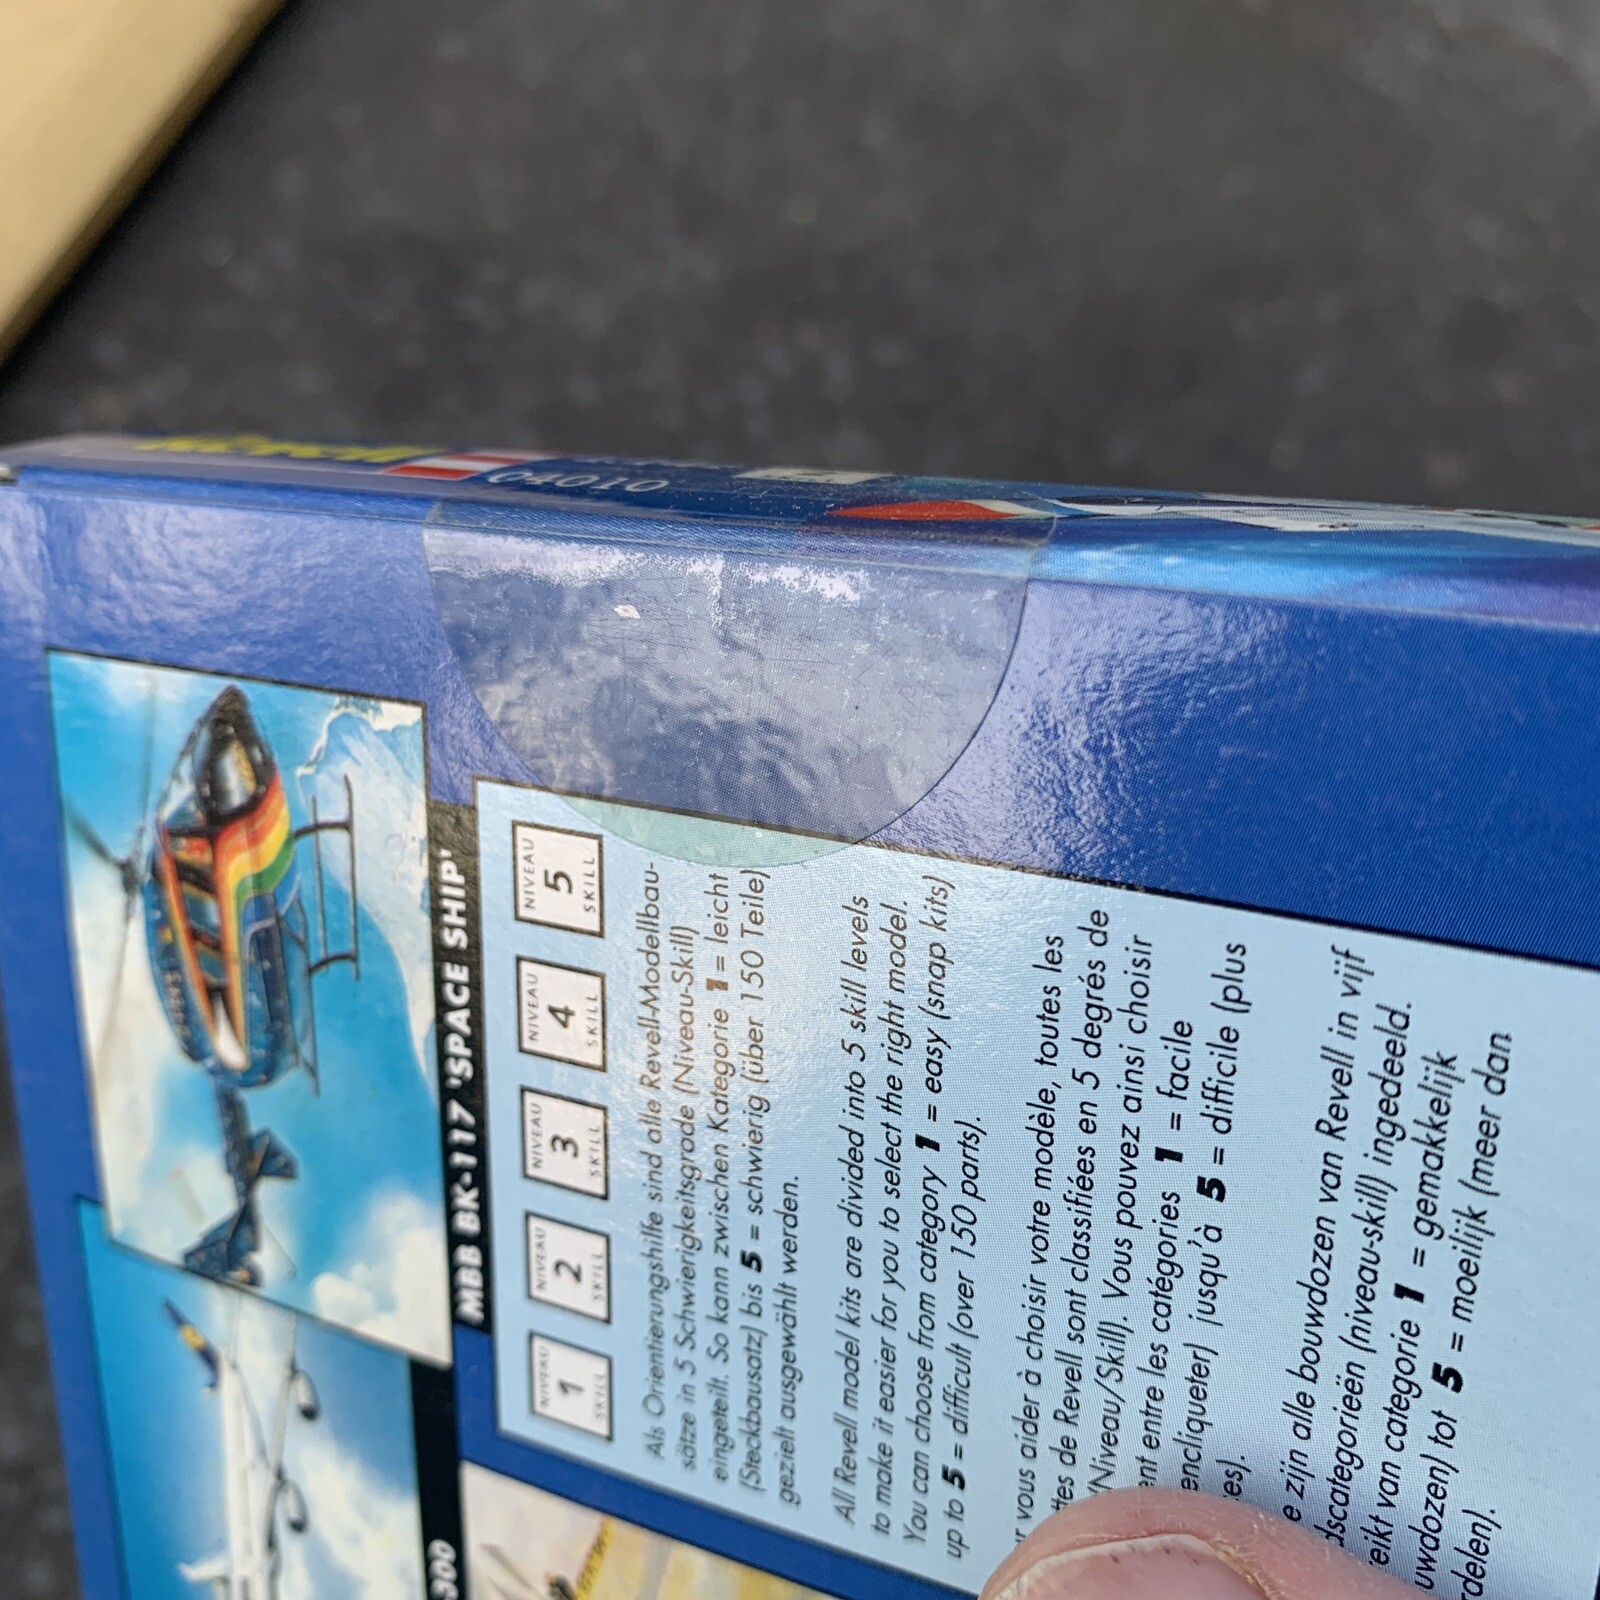 Revell
04010
MBB BK-117 'SPACE SHIP'
NIVEAU
1
SKILL
NIVEAU
2
SKILL
NIVEAU
3
SKILL
NIVEAU
4
SKILL
NIVEAU
5
SKILL
Als Orientierungshilfe sind alle Revell-Modellbau-
sätze in 5 Schwierigkeitsgrade (Niveau-Skill)
eingeteilt. So kann zwischen Kategorie 1 = leicht
(Steckbausatz) bis 5 = schwierig (über 150 Teile)
gezielt ausgewählt werden.
All Revell model kits are divided into 5 skill levels
to make it easier for you to select the right model.
You can choose from category 1 = easy (snap kits)
up to 5 = difficult (over 150 parts).
vous aider à choisir votre modèle, toutes les
de Revell sont classifiées en 5 degrés de
(Niveau/Skill). Vous pouvez ainsi choisir
entre les catégories 1 = facile
encliqueter) jusqu'à 5 = difficile (plus
zijn alle bouwdozen van Revell in vijf
(niveau-skill) ingedeeld.
van categorie 1 = gemakkelijk
tot 5 = moeilijk (meer dan